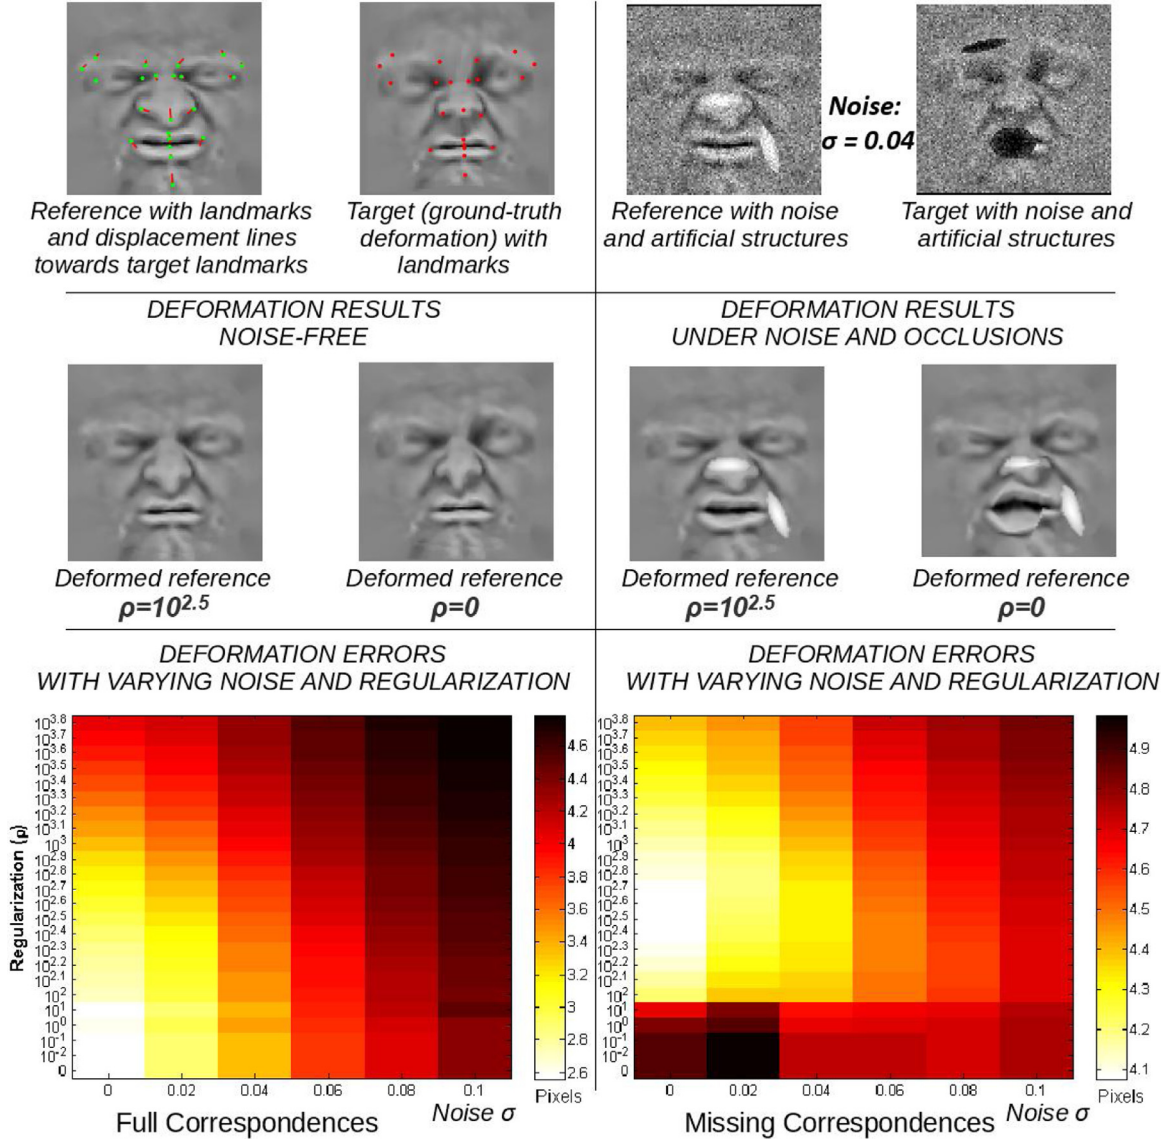 Noise:
σ = 0.04
Reference with landmarks
and displacement lines
towards target landmarks
Target (ground-truth
deformation) with
landmarks
Reference with noise
and artificial structures
Target with noise and
artificial structures
DEFORMATION RESULTS
NOISE-FREE
DEFORMATION RESULTS
UNDER NOISE AND OCCLUSIONS
Deformed reference
ρ=10^2.5
Deformed reference
ρ=0
Deformed reference
ρ=10^2.5
Deformed reference
ρ=0
DEFORMATION ERRORS
WITH VARYING NOISE AND REGULARIZATION
DEFORMATION ERRORS
WITH VARYING NOISE AND REGULARIZATION
Regularization (ρ)
10^3.8
10^3.7
10^3.6
10^3.5
10^3.4
10^3.3
10^3.2
10^3.1
10^3
10^2.9
10^2.8
10^2.7
10^2.6
10^2.5
10^2.4
10^2.3
10^2.2
10^2.1
10^2
10^1
10^0
10^-2
0
0 0.02 0.04 0.06 0.08 0.1
4.6
4.4
4.2
4
3.8
3.6
3.4
3.2
3
2.8
2.6
Pixels
Full Correspondences
Noise σ
10^3.8
10^3.7
10^3.6
10^3.5
10^3.4
10^3.3
10^3.2
10^3.1
10^3
10^2.9
10^2.8
10^2.7
10^2.6
10^2.5
10^2.4
10^2.3
10^2.2
10^2.1
10^2
10^1
10^0
10^-2
0
0 0.02 0.04 0.06 0.08 0.1
4.9
4.8
4.7
4.6
4.5
4.4
4.3
4.2
4.1
Pixels
Missing Correspondences
Noise σ